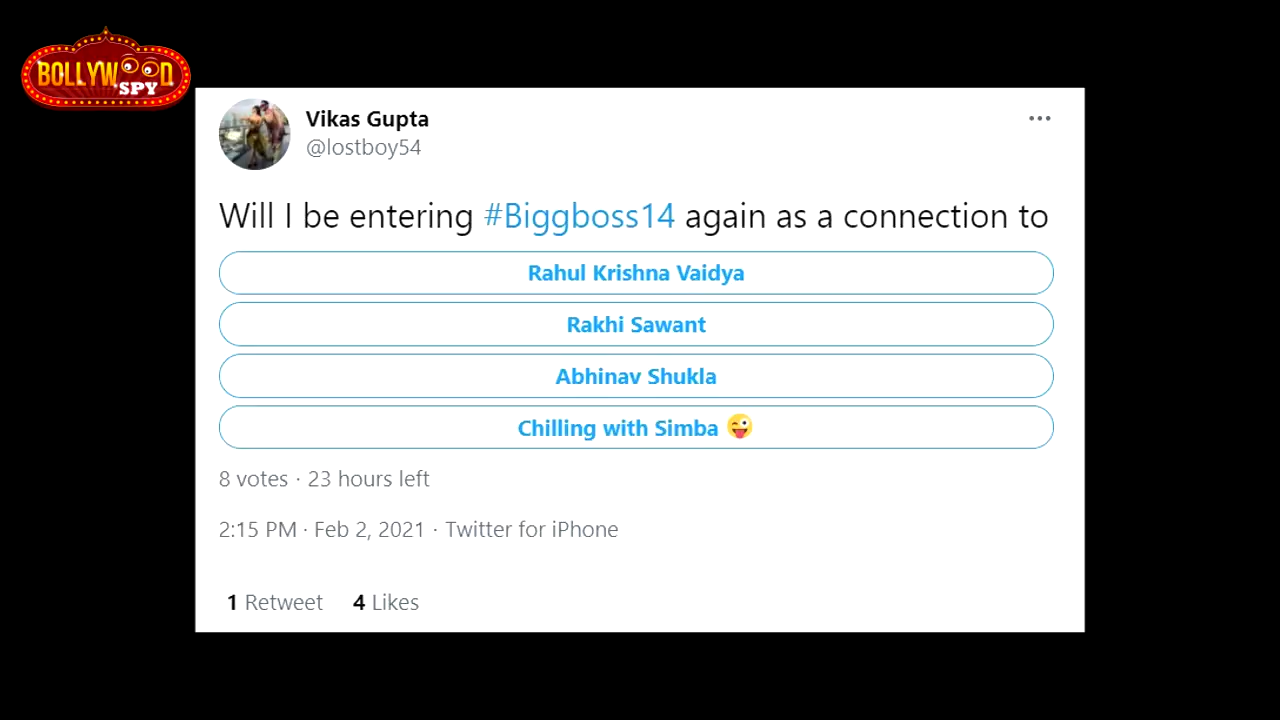 BOLLYWOOD
SPY
Vikas Gupta
@lostboy54
Will I be entering #Biggboss14 again as a connection to
Rahul Krishna Vaidya
Rakhi Sawant
Abhinav Shukla
Chilling with Simba 😜
8 votes · 23 hours left
2:15 PM · Feb 2, 2021 · Twitter for iPhone
1 Retweet 4 Likes